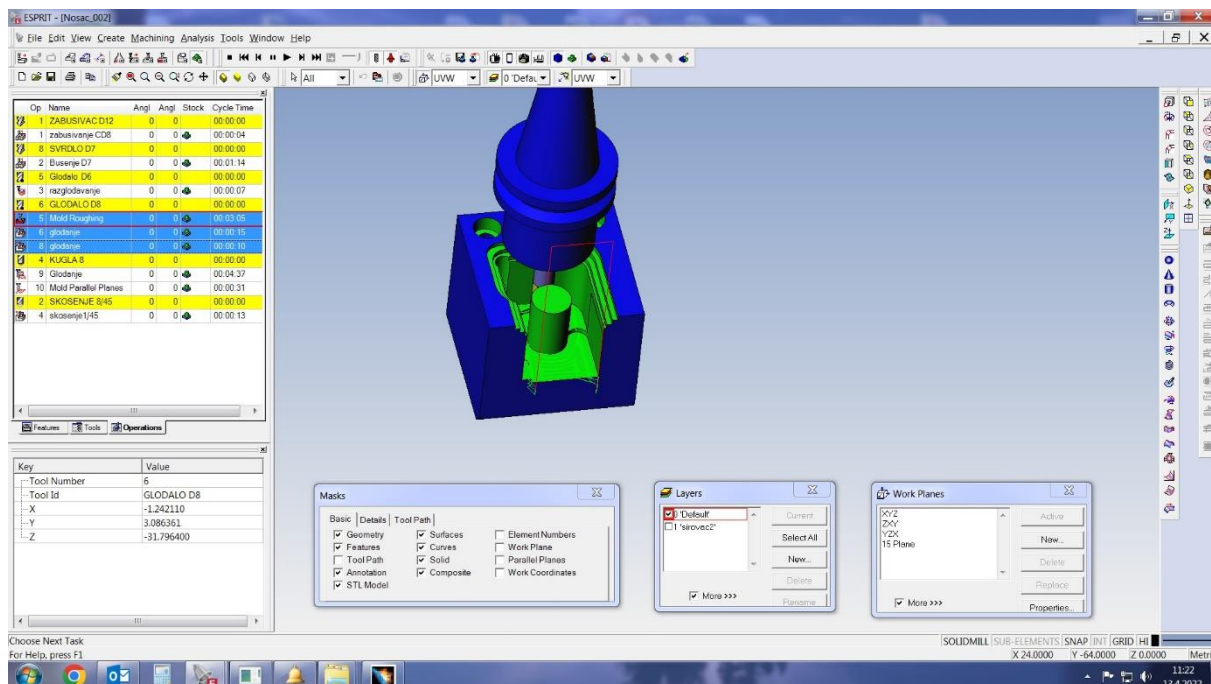 ESPRIT - [Nosac_002]
File Edit View Create Machining Analysis Tools Window Help
All UVW 0 'Defau UVW
Op Name Angl Angl Stock Cycle Time
1 ZABUSIVAC D12 0 0 00:00:00
1 zabusivanje CD8 0 0 00:00:04
8 SVRDLO D7 0 0 00:00:00
2 Busenje D7 0 0 00:01:14
5 Glodalo D6 0 0 00:00:00
3 razglodavanje 0 0 00:00:07
6 GLODALO D8 0 0 00:00:00
5 Mold Roughing 0 0 00:03:05
6 glodanje 0 0 00:00:15
8 glodanje 0 0 00:00:10
4 KUGLA 8 0 0 00:00:00
9 Glodanje 0 0 00:04:37
10 Mold Parallel Planes 0 0 00:00:31
2 SKOSENJE 8/45 0 0 00:00:00
4 skosenje1/45 0 0 00:00:13
Features Tools Operations
Key Value
Tool Number 6
Tool Id GLODALO D8
X -1.242110
Y 3.086361
Z -31.796400
Masks
Basic Details Tool Path
Geometry Surfaces Element Numbers
Features Curves Work Plane
Tool Path Solid Parallel Planes
Annotation Composite Work Coordinates
STL Model
Layers
0 'Default'
1 'sirovac2'
Current
Select All
New...
Delete
Rename
More >>>
Work Planes
XYZ
ZXY
YZX
15 Plane
Active
New...
Delete
Replace
Properties...
More >>>
Choose Next Task
SOLIDMILL SUB-ELEMENTS SNAP INT GRID HI
For Help, press F1
X 24.0000 Y -64.0000 Z 0.0000 Metri
11:22
13.4.2022